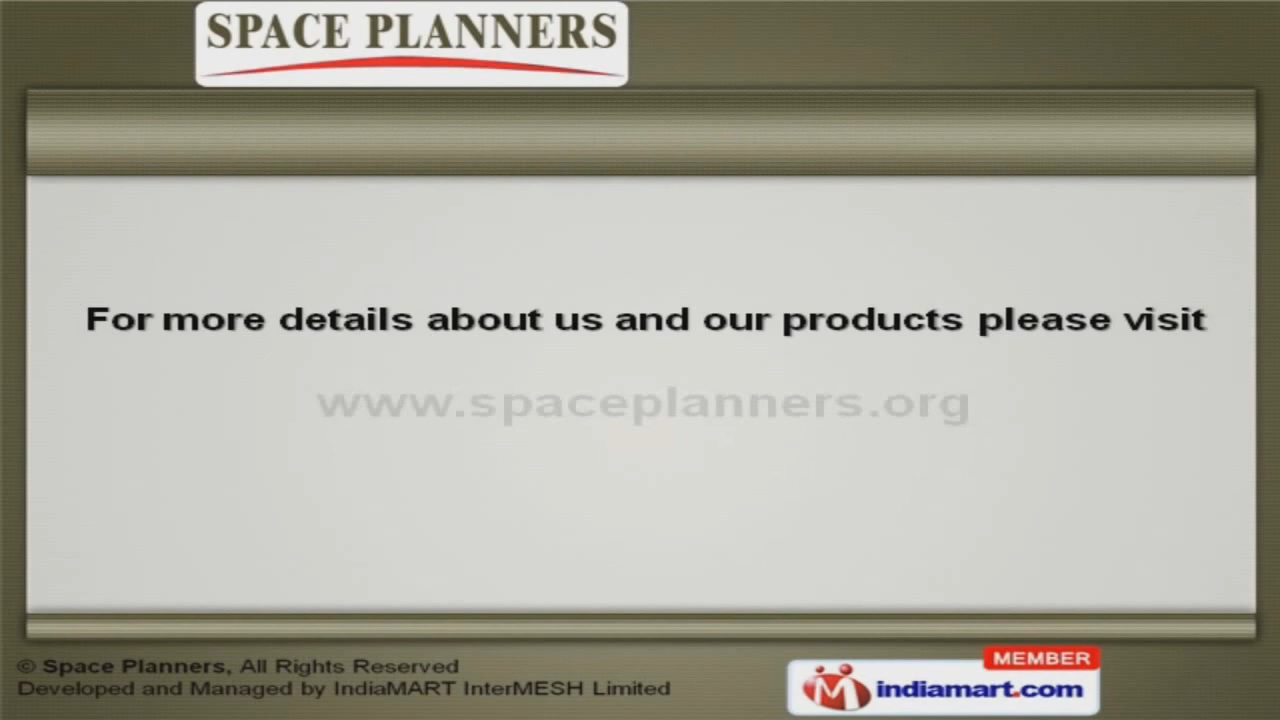 SPACE PLANNERS
For more details about us and our products please visit
www.spaceplanners.org
© Space Planners, All Rights Reserved
Developed and Managed by IndiaMART InterMESH Limited
MEMBER
indiamart.com